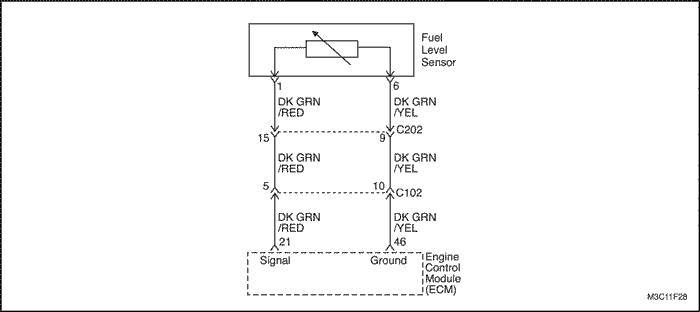 Fuel
Level
Sensor
1 6
DK GRN DK GRN
/RED /YEL
15 9 C202
DK GRN DK GRN
/RED /YEL
5 10 C102
DK GRN DK GRN
/RED /YEL
21 46
Signal Ground
Engine
Control
Module
(ECM)
M3C11F28